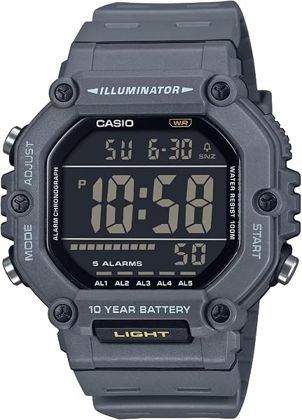 ILLUMINATOR
CASIO WR
ADJUST
MODE
ALARM CHRONOGRAPH
SU 6-30 SNZ
P 10:58
50
WATER RESIST 100M
START
5 ALARMS
AL1 AL2 AL3 AL4 AL5
10 YEAR BATTERY
LIGHT